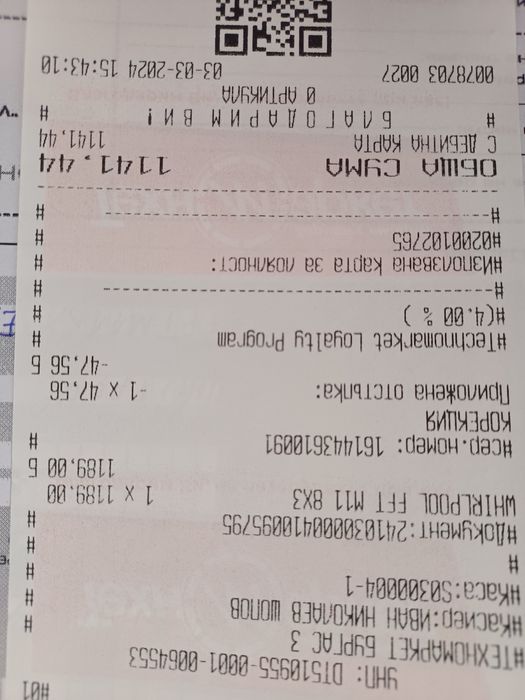 #01
УНП: DT510955-0001-0064553
#ТЕХНОМАРКЕТ БУРГАС 3
#Касиер:ИВАН НИКОЛАЕВ ШОПОВ #
#Каса:S0300004-1 #
# #
#Документ:241030000410095795 #
WHIRLPOOL FFT M11 8X3 #
1 x 1189,00
1189,00 Б
#сер.номер: 161443610091 #
КОРЕКЦИЯ
Приложена отстъпка:
-1 x 47,56
-47,56 Б
#Technomarket Loyalty Program #
#(4.00 % ) #
#------------------------------ #
#Използвана карта за лоялност: #
#0200102765 #
#------------------------------ #
ОБЩА СУМА 1141,44
С ДЕБИТНА КАРТА 1141,44
# БЛАГОДАРИМ ВИ! #
0 АРТИКУЛА
0078703 0027 03-03-2024 15:43:10